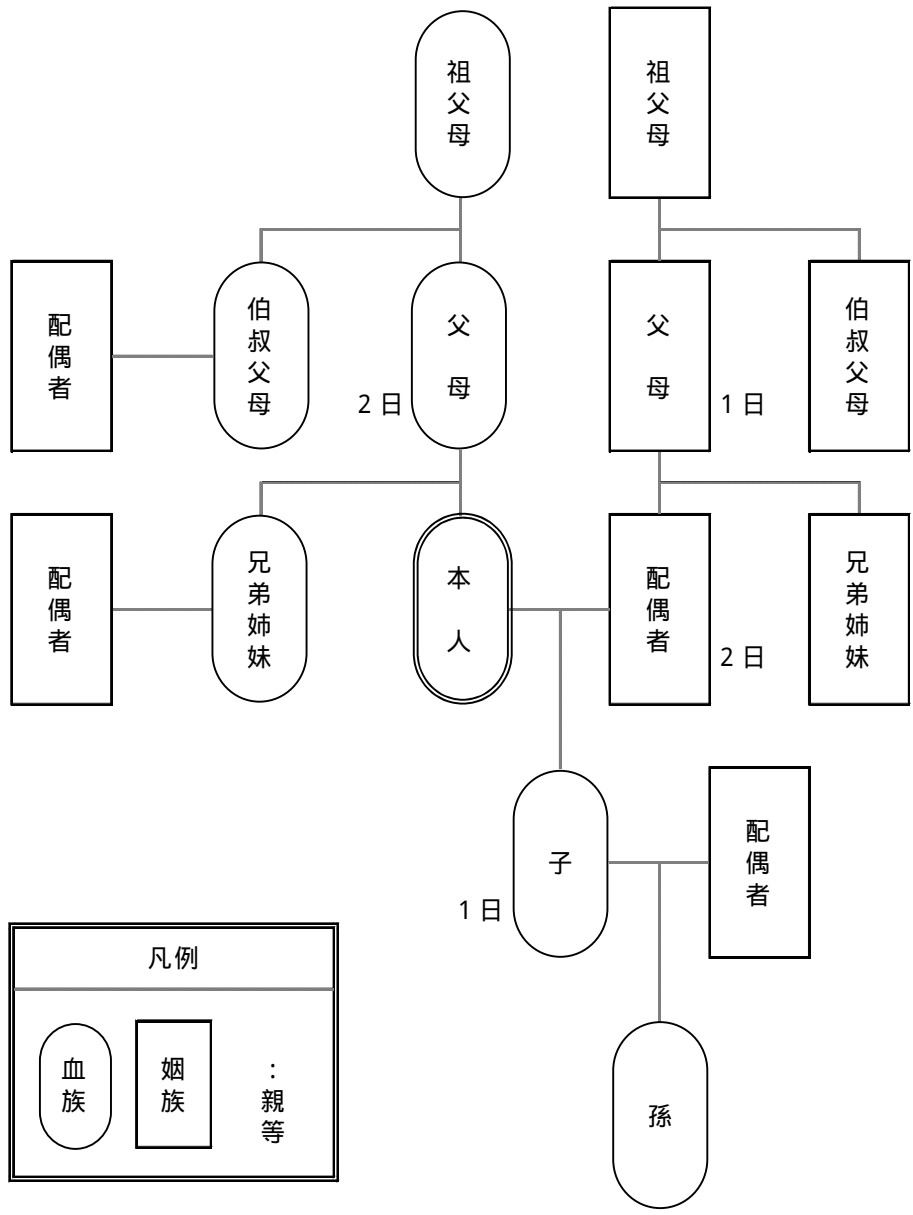 祖父母
祖父母
配偶者
伯叔父母
2日
父母
父母
1日
伯叔父母
配偶者
兄弟姉妹
本人
配偶者
2日
兄弟姉妹
1日
子
配偶者
凡例
血族
姻族
：親等
孫